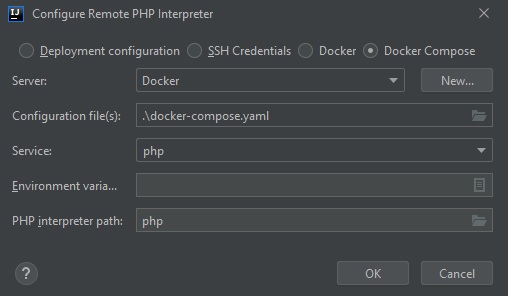 IJ Configure Remote PHP Interpreter
Deployment configuration SSH Credentials Docker Docker Compose
Server: Docker New...
Configuration file(s): .\docker-compose.yaml
Service: php
Environment varia...
PHP interpreter path: php
? OK Cancel